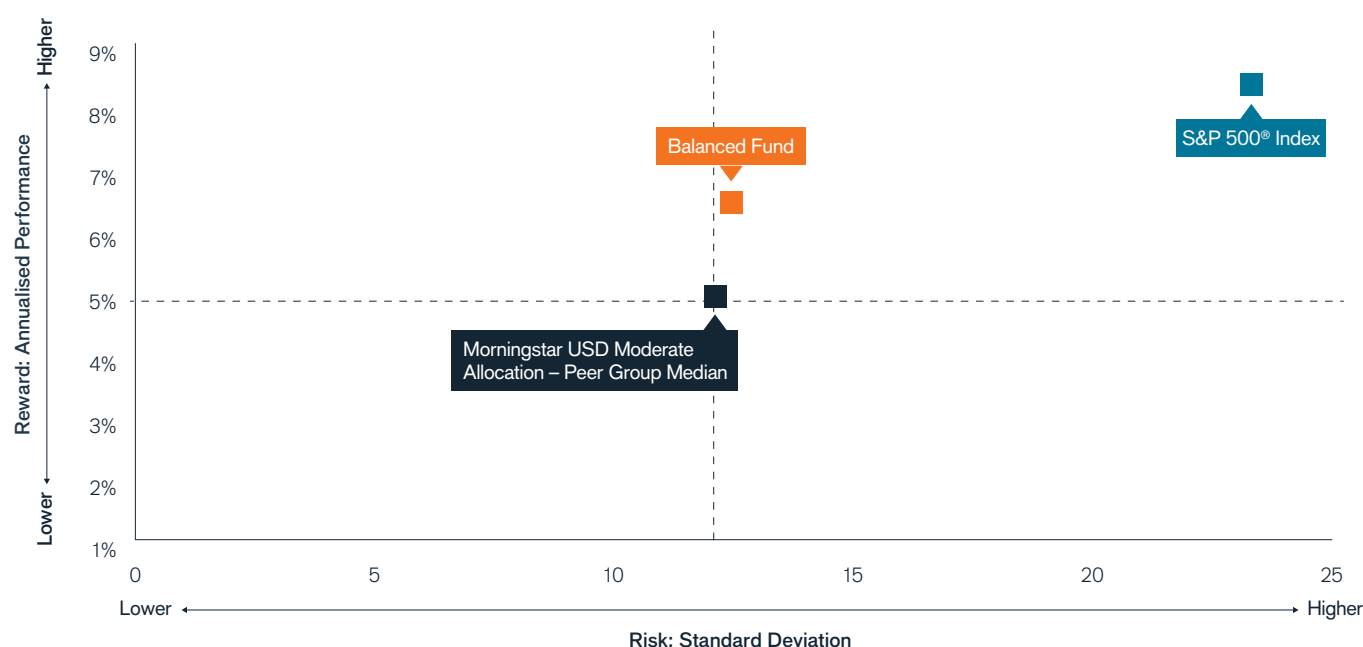 Higher
Reward: Annualised Performance
Lower
9%
8%
7%
6%
5%
4%
3%
2%
1%
Balanced Fund
S&P 500® Index
Morningstar USD Moderate
Allocation – Peer Group Median
0
5
10
15
20
25
Lower
Higher
Risk: Standard Deviation